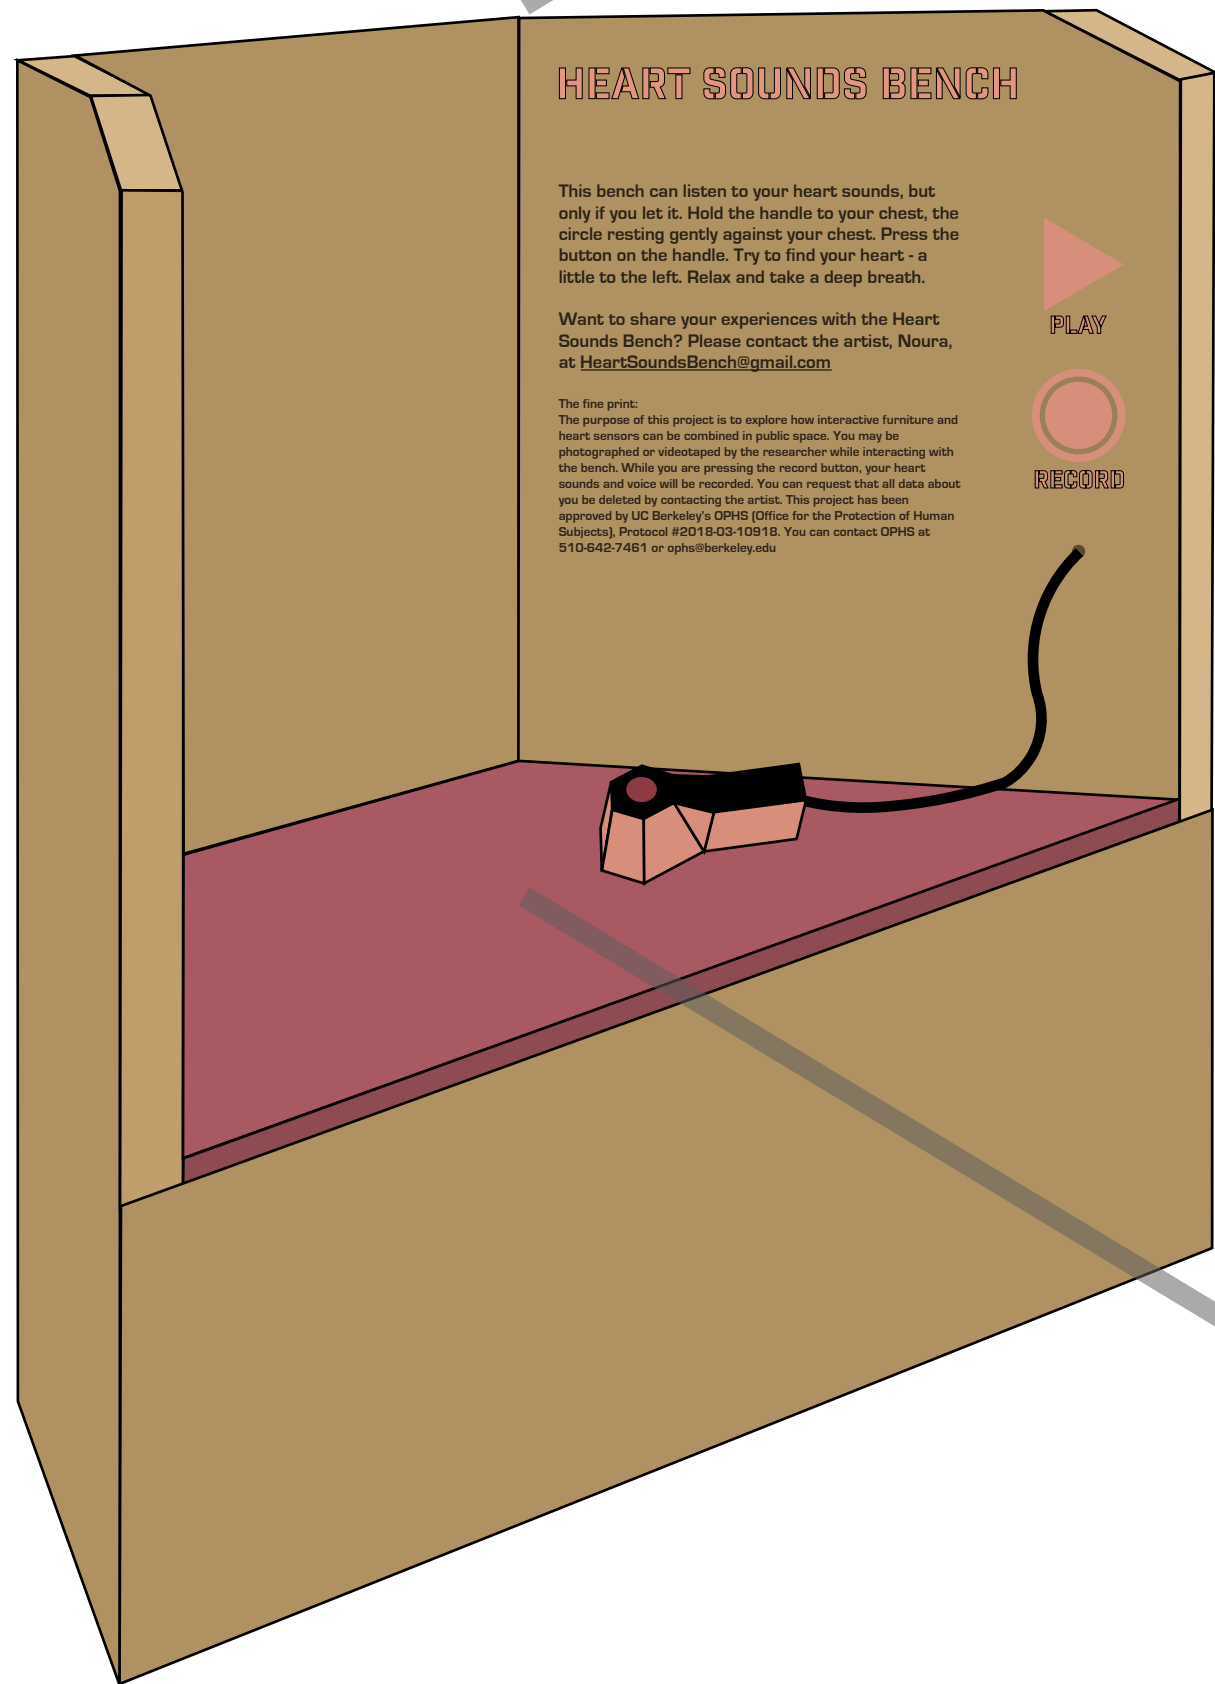 HEART SOUNDS BENCH
This bench can listen to your heart sounds, but
only if you let it. Hold the handle to your chest, the
circle resting gently against your chest. Press the
button on the handle. Try to find your heart - a
little to the left. Relax and take a deep breath.
Want to share your experiences with the Heart
Sounds Bench? Please contact the artist, Noura,
at HeartSoundsBench@gmail.com
The fine print:
The purpose of this project is to explore how interactive furniture and
heart sensors can be combined in public space. You may be
photographed or videotaped by the researcher while interacting with
the bench. While you are pressing the record button, your heart
sounds and voice will be recorded. You can request that all data about
you be deleted by contacting the artist. This project has been
approved by UC Berkeley's OPHS (Office for the Protection of Human
Subjects), Protocol #2018-03-10918. You can contact OPHS at
510-642-7461 or ophs@berkeley.edu
PLAY
RECORD